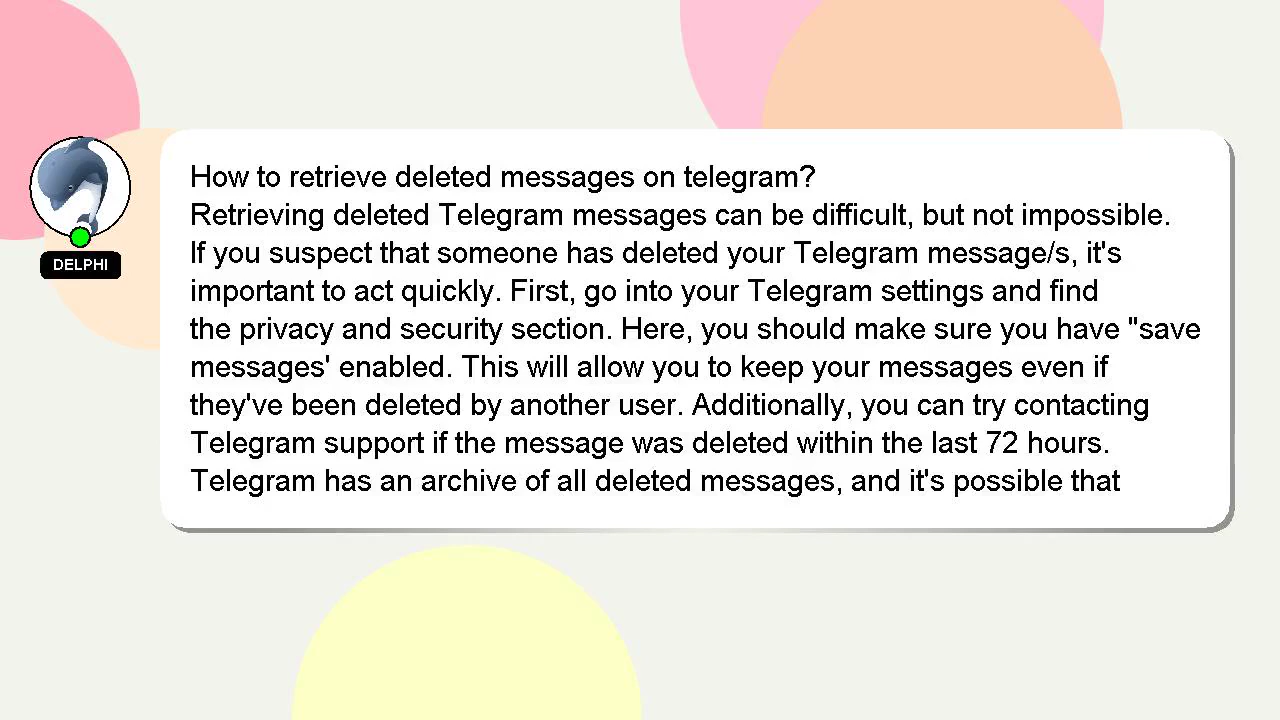 How to retrieve deleted messages on telegram?
Retrieving deleted Telegram messages can be difficult, but not impossible.
If you suspect that someone has deleted your Telegram message/s, it's
important to act quickly. First, go into your Telegram settings and find
the privacy and security section. Here, you should make sure you have "save
messages' enabled. This will allow you to keep your messages even if
they've been deleted by another user. Additionally, you can try contacting
Telegram support if the message was deleted within the last 72 hours.
Telegram has an archive of all deleted messages, and it's possible that
DELPHI